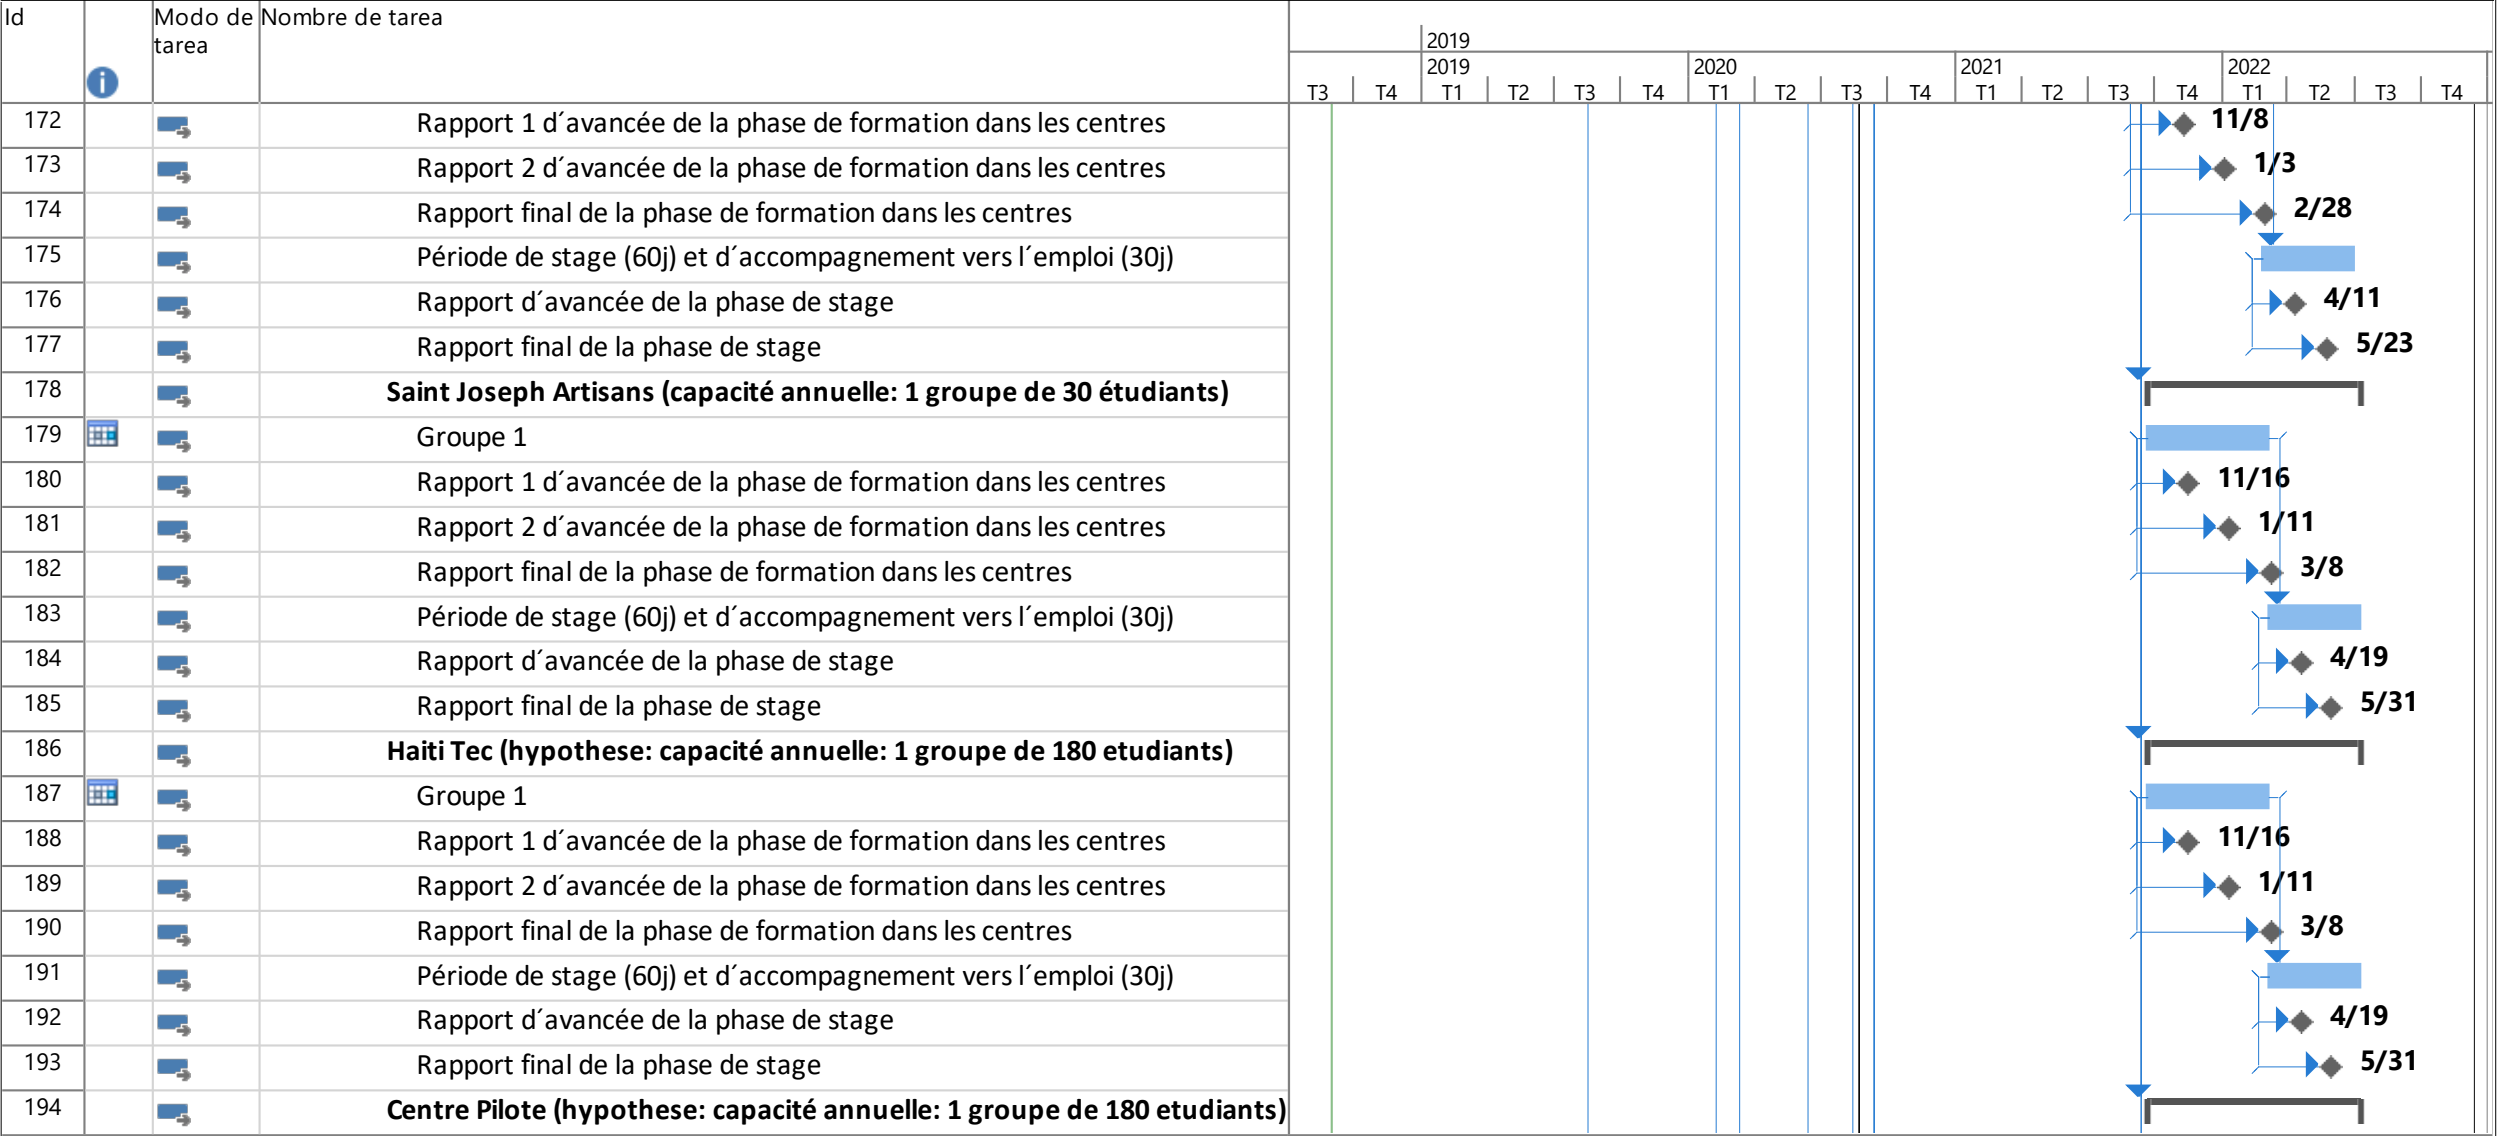 Id Modo de Nombre de tarea
tarea
2019
2019 2020 2021 2022
T3 T4 T1 T2 T3 T4 T1 T2 T3 T4 T1 T2 T3 T4 T1 T2 T3 T4
172 Rapport 1 d´avancée de la phase de formation dans les centres 11/8
173 Rapport 2 d´avancée de la phase de formation dans les centres 1/3
174 Rapport final de la phase de formation dans les centres 2/28
175 Période de stage (60j) et d´accompagnement vers l´emploi (30j)
176 Rapport d´avancée de la phase de stage 4/11
177 Rapport final de la phase de stage 5/23
178 Saint Joseph Artisans (capacité annuelle: 1 groupe de 30 étudiants)
179 Groupe 1
180 Rapport 1 d´avancée de la phase de formation dans les centres 11/16
181 Rapport 2 d´avancée de la phase de formation dans les centres 1/11
182 Rapport final de la phase de formation dans les centres 3/8
183 Période de stage (60j) et d´accompagnement vers l´emploi (30j)
184 Rapport d´avancée de la phase de stage 4/19
185 Rapport final de la phase de stage 5/31
186 Haiti Tec (hypothese: capacité annuelle: 1 groupe de 180 etudiants)
187 Groupe 1
188 Rapport 1 d´avancée de la phase de formation dans les centres 11/16
189 Rapport 2 d´avancée de la phase de formation dans les centres 1/11
190 Rapport final de la phase de formation dans les centres 3/8
191 Période de stage (60j) et d´accompagnement vers l´emploi (30j)
192 Rapport d´avancée de la phase de stage 4/19
193 Rapport final de la phase de stage 5/31
194 Centre Pilote (hypothese: capacité annuelle: 1 groupe de 180 etudiants)